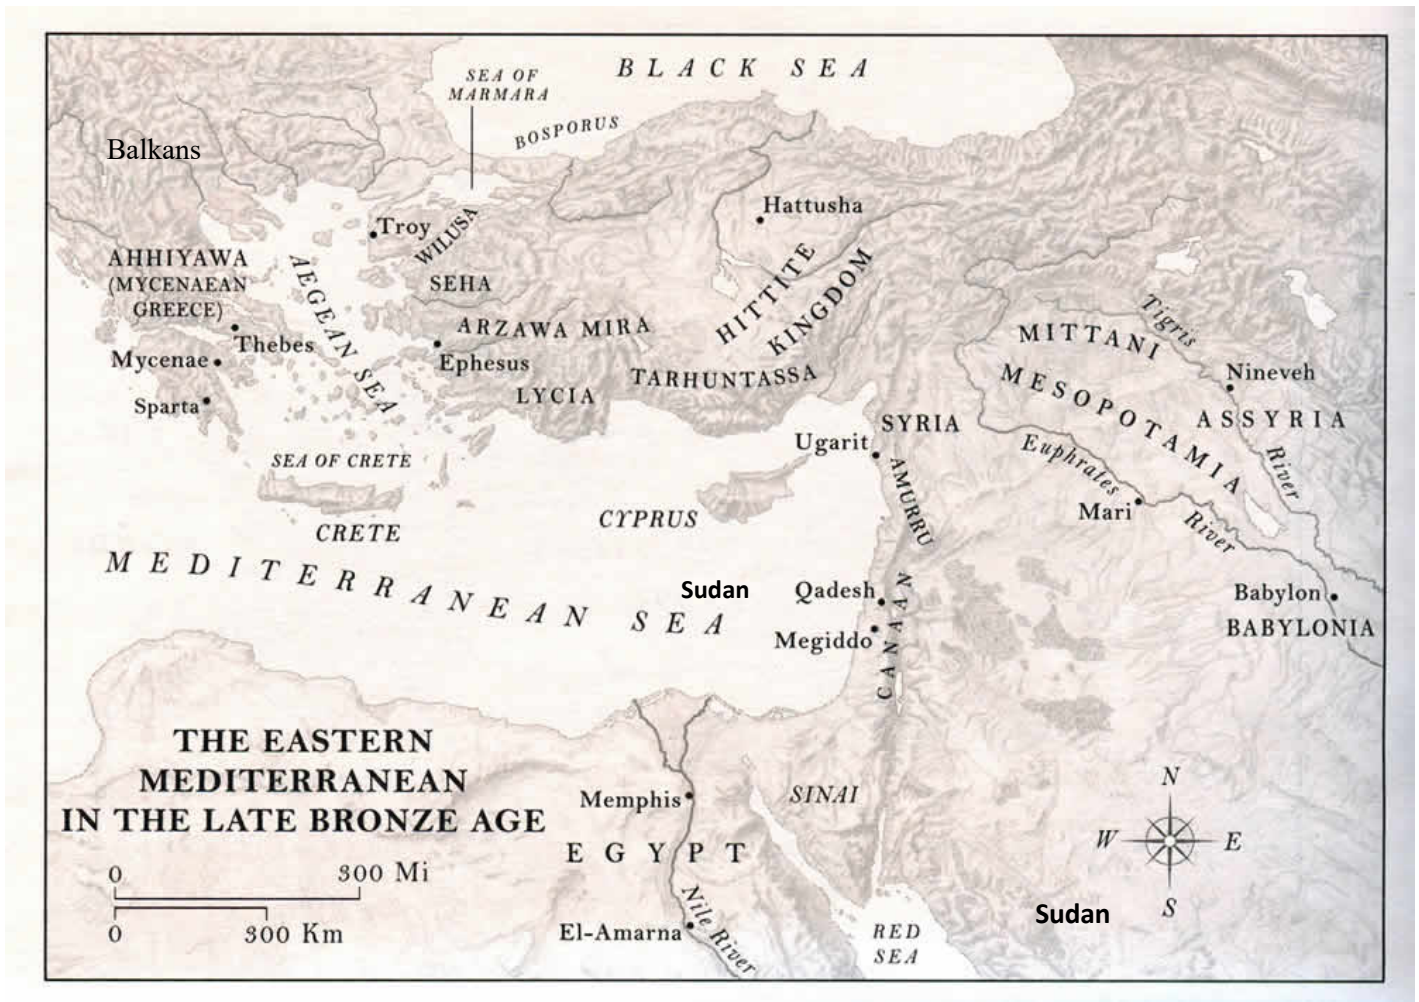 BLACK SEA
SEA OF
MARMARA
BOSPORUS
Balkans
Hattusha
Troy
WILUSA
AHHIYAWA
(MYCENAEAN
GREECE)
AEGEAN SEA
SEHA
HITTITE
KINGDOM
Tigris
ARZAWA MIRA
MITTANI
Thebes
Mycenae
Ephesus
Nineveh
TARHUNTASSA
MESOPOTAMIA
LYCIA
Sparta
SYRIA
ASSYRIA
Ugarit
SEA OF CRETE
Euphrates
River
AMURRU
Mari
River
CYPRUS
CRETE
MEDITERRANEAN SEA
Sudan
Qadesh
Babylon
CANAAN
Megiddo
BABYLONIA
THE EASTERN
MEDITERRANEAN
IN THE LATE BRONZE AGE
Memphis
SINAI
N
W
E
S
EGYPT
0 300 Mi
0 300 Km
Nile River
El-Amarna
Sudan
RED
SEA